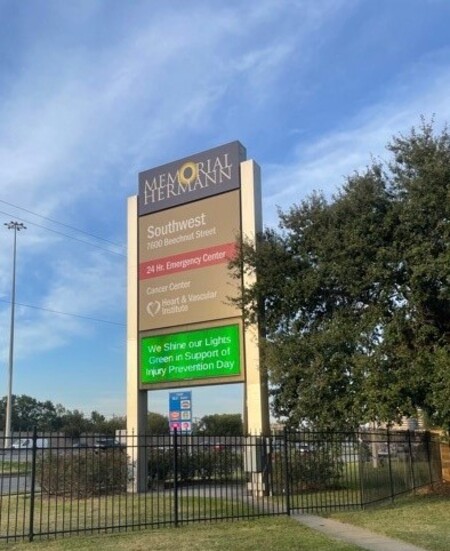 MEMORIAL
HERMANN
Southwest
7600 Beechnut Street
24 Hr. Emergency Center
Cancer Center
Heart & Vascular
Institute
We Shine our Lights
Green in Support of
Injury Prevention Day